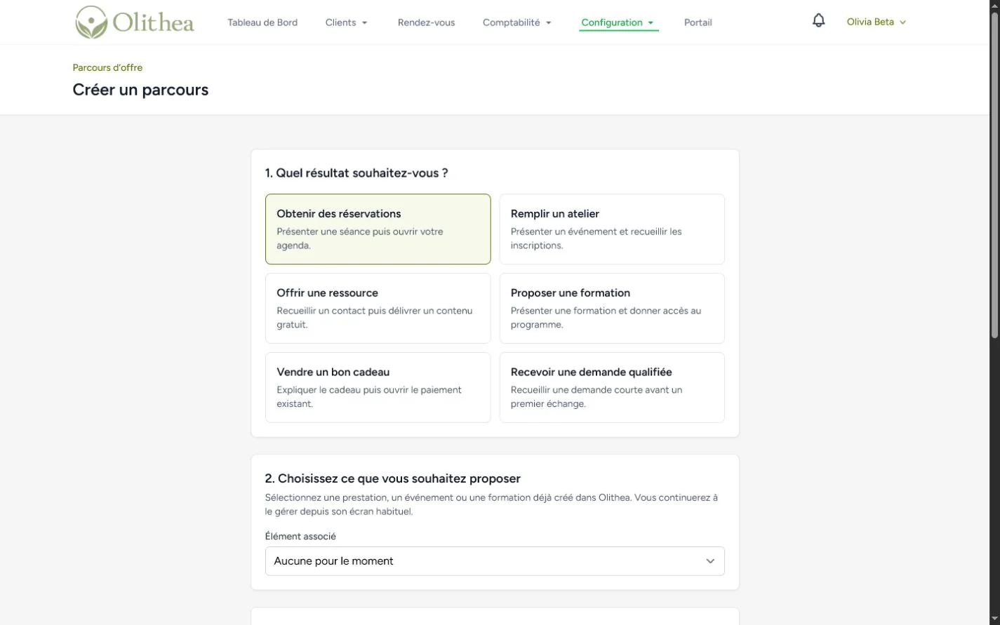 Olithea
Tableau de Bord
Clients
Rendez-vous
Comptabilité
Configuration
Portail
Olivia Beta
Parcours d’offre
Créer un parcours
1. Quel résultat souhaitez-vous ?
Obtenir des réservations
Présenter une séance puis ouvrir votre
agenda.
Remplir un atelier
Présenter un événement et recueillir les
inscriptions.
Offrir une ressource
Recueillir un contact puis délivrer un contenu
gratuit.
Proposer une formation
Présenter une formation et donner accès au
programme.
Vendre un bon cadeau
Expliquer le cadeau puis ouvrir le paiement
existant.
Recevoir une demande qualifiée
Recueillir une demande courte avant un
premier échange.
2. Choisissez ce que vous souhaitez proposer
Sélectionnez une prestation, un événement ou une formation déjà créé dans Olithea. Vous continuerez à
le gérer depuis son écran habituel.
Élément associé
Aucune pour le moment